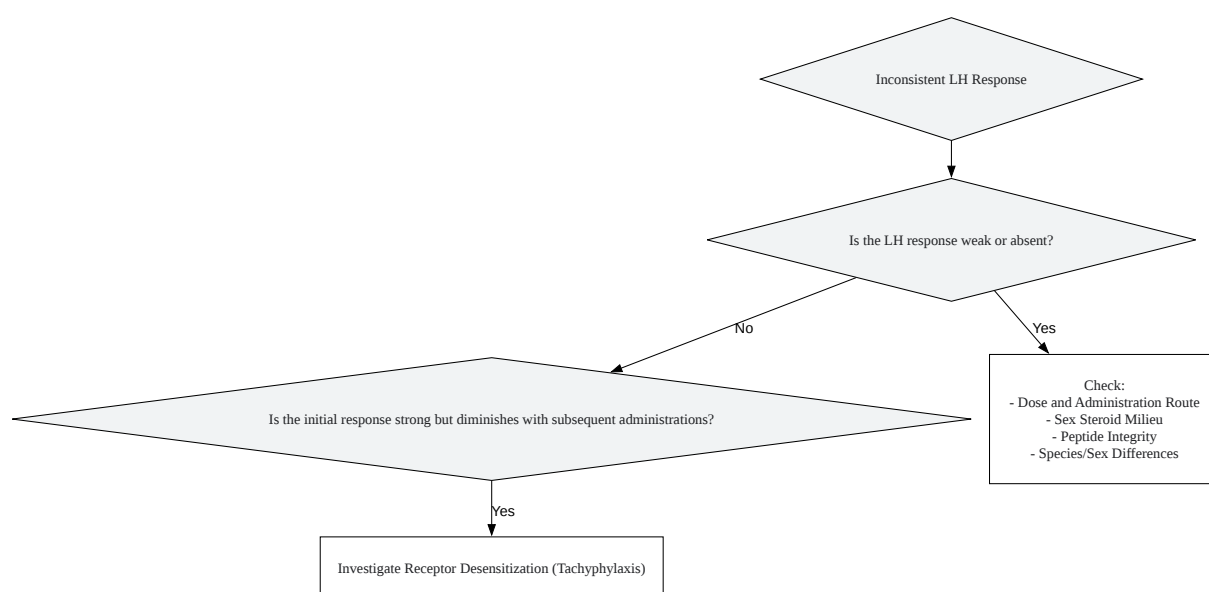 Inconsistent LH Response
Is the LH response weak or absent?
No
Yes
Check:
- Dose and Administration Route
- Sex Steroid Milieu
- Peptide Integrity
- Species/Sex Differences
Is the initial response strong but diminishes with subsequent administrations?
Yes
Investigate Receptor Desensitization (Tachyphylaxis)